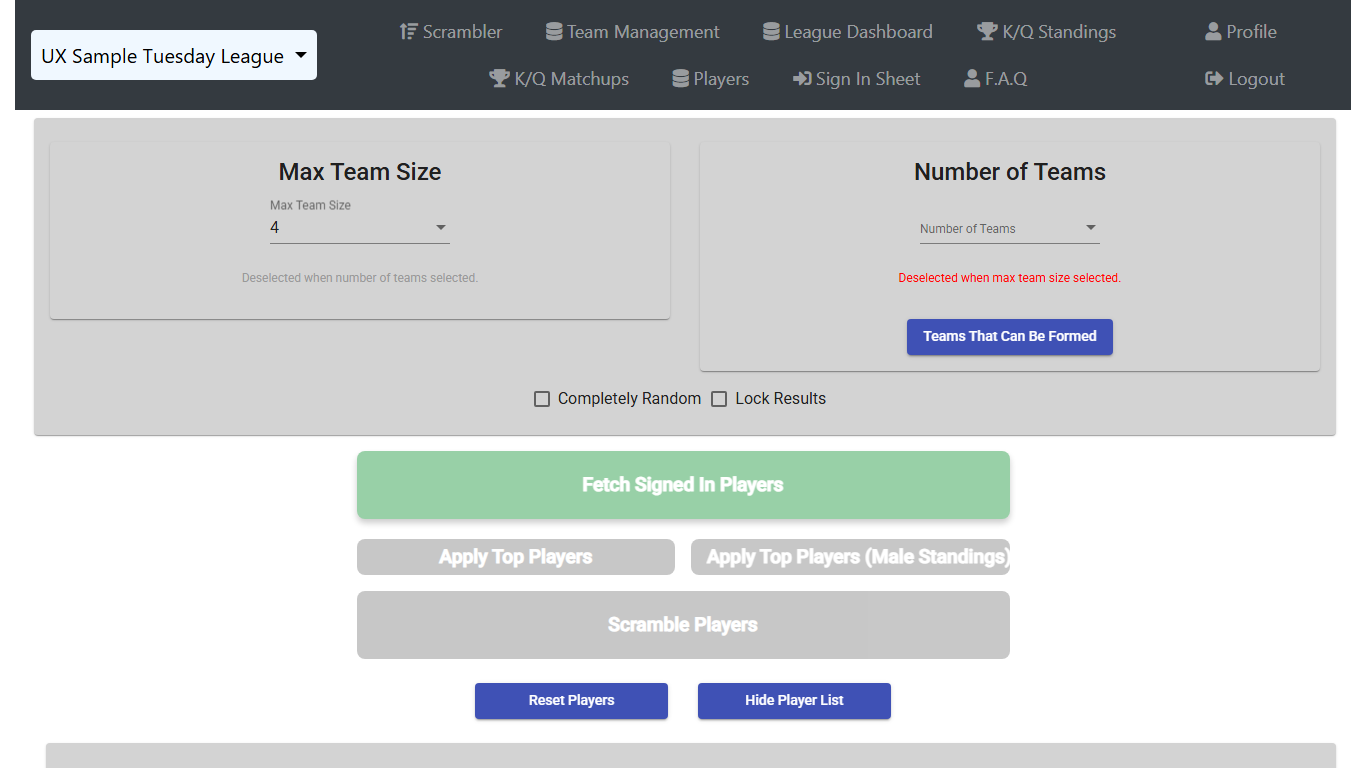 UX Sample Tuesday League
Scrambler
Team Management
League Dashboard
K/Q Standings
Profile
K/Q Matchups
Players
Sign In Sheet
F.A.Q
Logout
Max Team Size
Max Team Size
4
Deselected when number of teams selected.
Number of Teams
Number of Teams
Deselected when max team size selected.
Teams That Can Be Formed
Completely Random
Lock Results
Fetch Signed In Players
Apply Top Players
Apply Top Players (Male Standings)
Scramble Players
Reset Players
Hide Player List